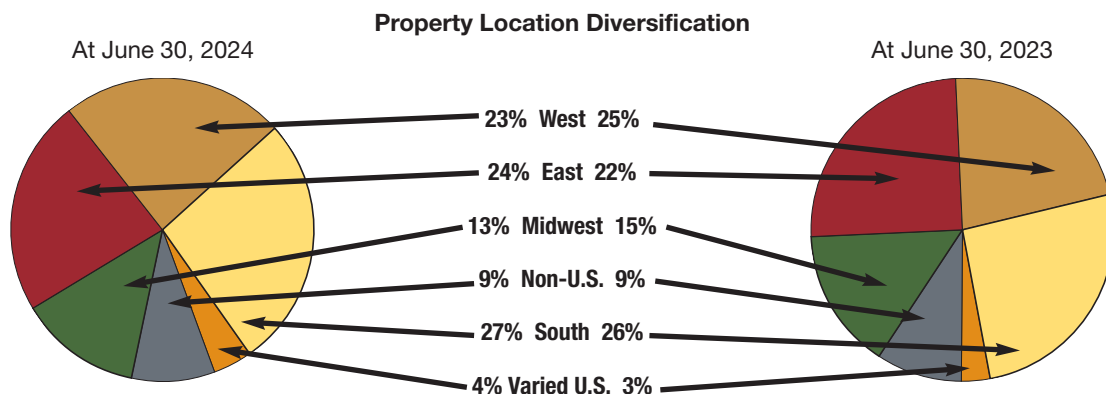 Property Location Diversification
At June 30, 2024
At June 30, 2023
23% West 25%
24% East 22%
13% Midwest 15%
9% Non-U.S. 9%
27% South 26%
4% Varied U.S. 3%